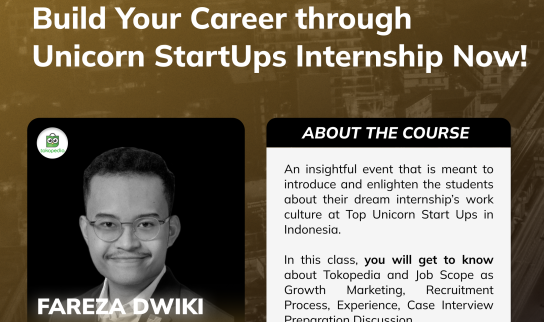 Build Your Career through
Unicorn StartUps Internship Now!
tokopedia
FAREZA DWIKI
ABOUT THE COURSE
An insightful event that is meant to
introduce and enlighten the students
about their dream internship's work
culture at Top Unicorn Start Ups in
Indonesia.
In this class, you will get to know
about Tokopedia and Job Scope as
Growth Marketing, Recruitment
Process, Experience, Case Interview
Preparation Discussion